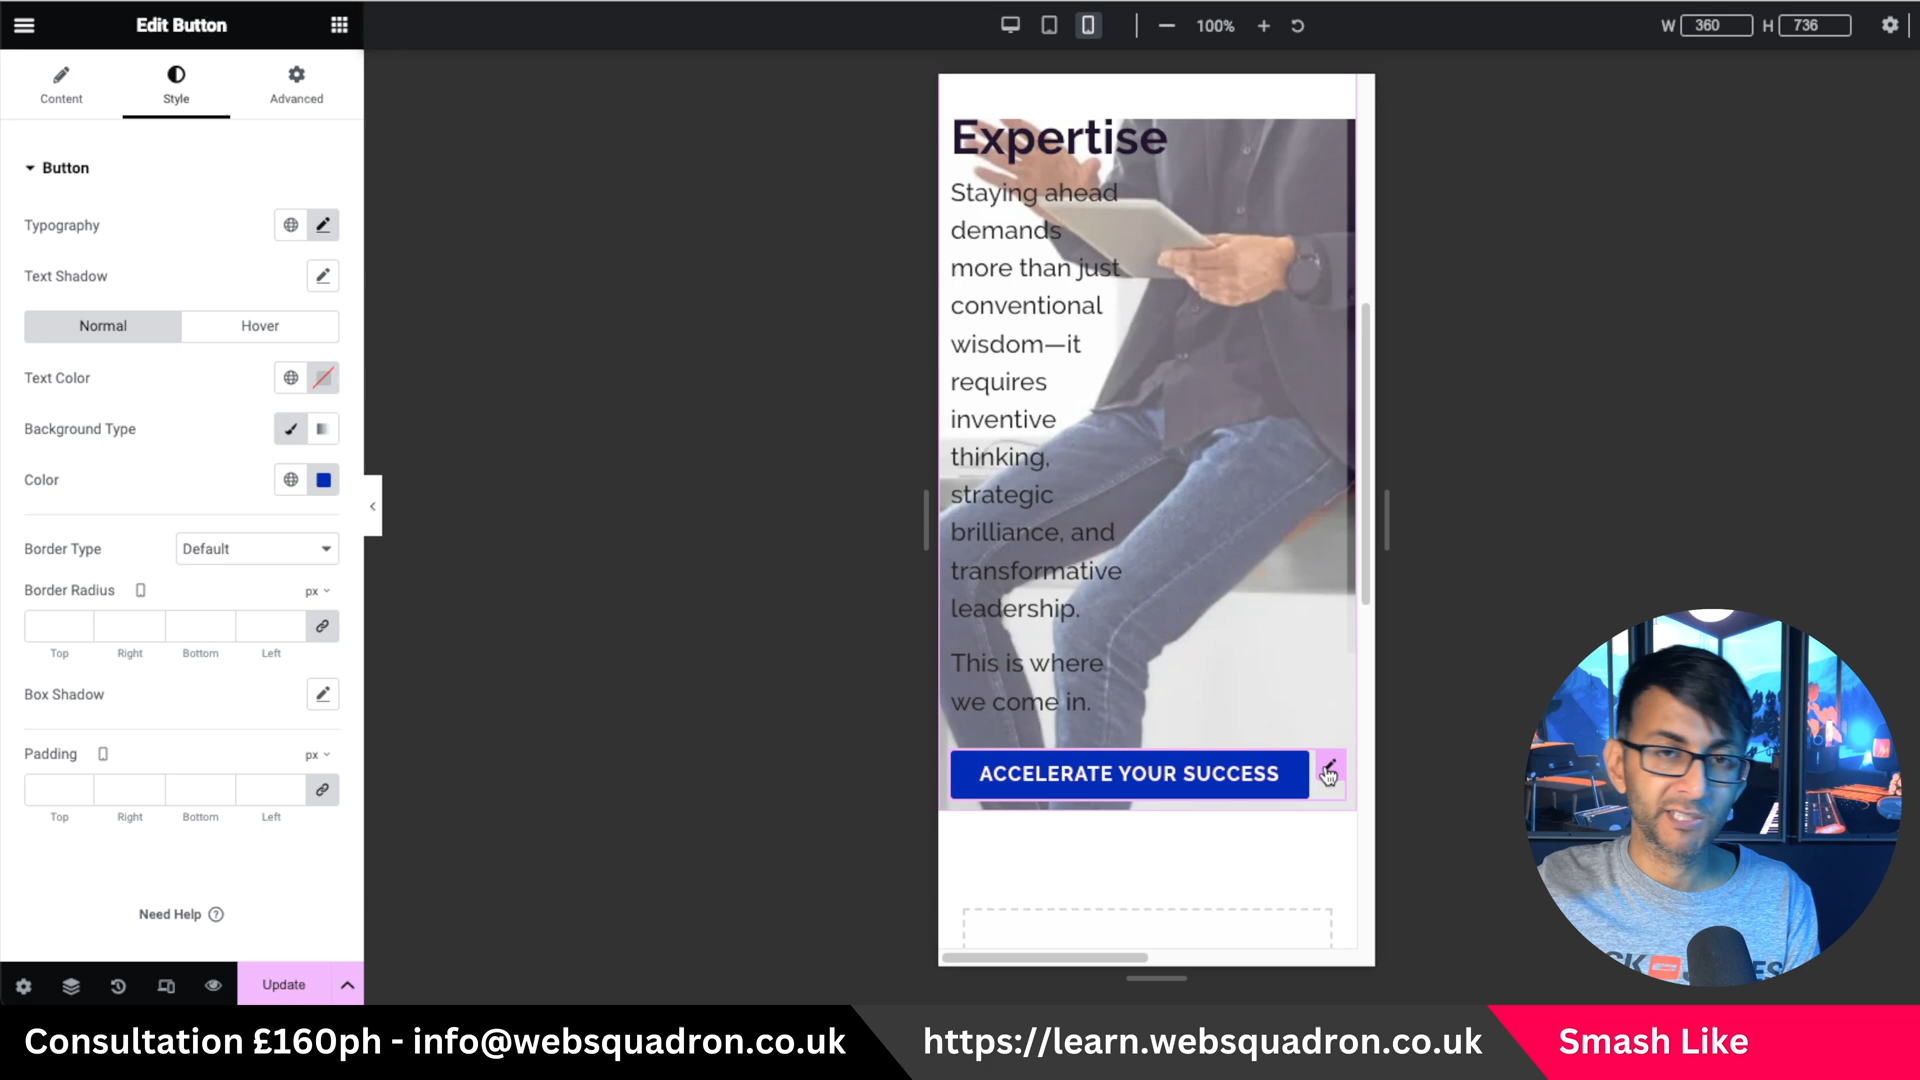 Edit Button
100%
W 360 H 736
Content
Style
Advanced
Button
Typography
Text Shadow
Normal
Hover
Text Color
Background Type
Color
Border Type
Default
Border Radius
px
Top
Right
Bottom
Left
Box Shadow
Padding
px
Top
Right
Bottom
Left
Need Help ?
Update
Expertise
Staying ahead
demands
more than just
conventional
wisdom—it
requires
inventive
thinking,
strategic
brilliance, and
transformative
leadership.
This is where
we come in.
ACCELERATE YOUR SUCCESS
Consultation £160ph - info@websquadron.co.uk
https://learn.websquadron.co.uk
Smash Like